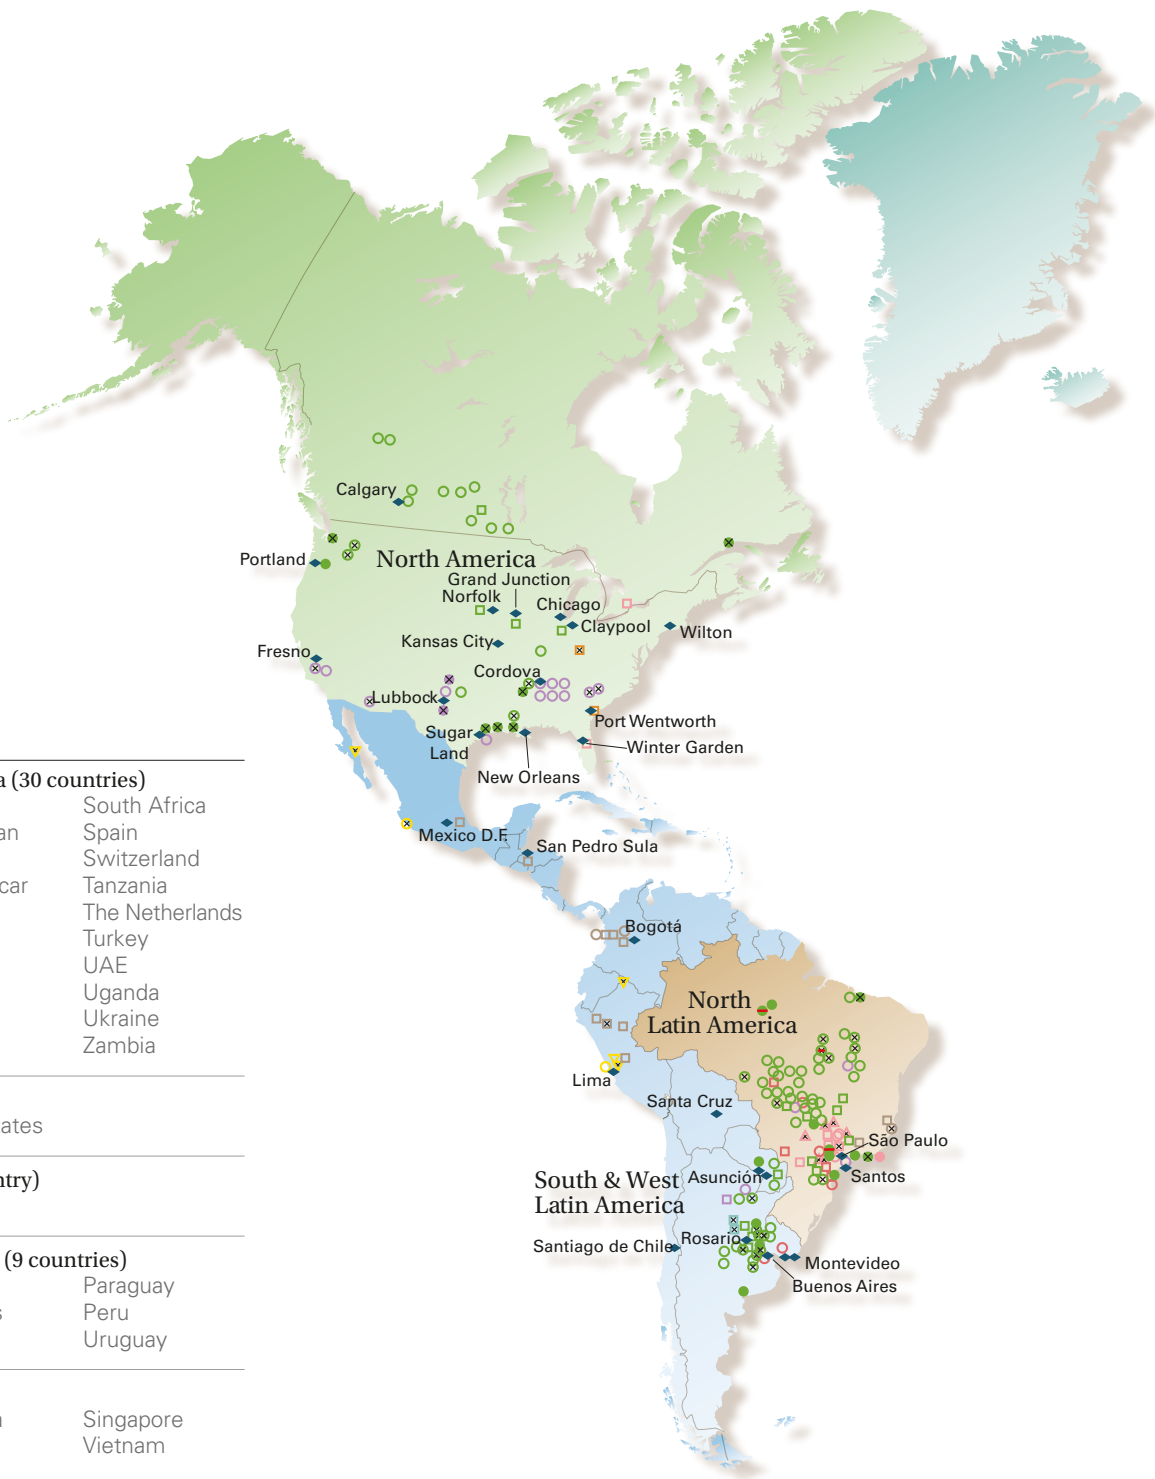 Calgary
Portland
North America
Grand Junction
Norfolk
Chicago
Claypool
Wilton
Kansas City
Fresno
Cordova
Lubbock
Port Wentworth
Sugar
Land
Winter Garden
New Orleans
Mexico D.F.
San Pedro Sula
Bogotá
North
Latin America
Lima
Santa Cruz
São Paulo
Santos
Asunción
South & West
Latin America
Rosario
Santiago de Chile
Montevideo
Buenos Aires
a (30 countries)
South Africa
an Spain
Switzerland
car Tanzania
The Netherlands
Turkey
UAE
Uganda
Ukraine
Zambia
ates
ntry)
(9 countries)
Paraguay
s Peru
Uruguay
a Singapore
Vietnam